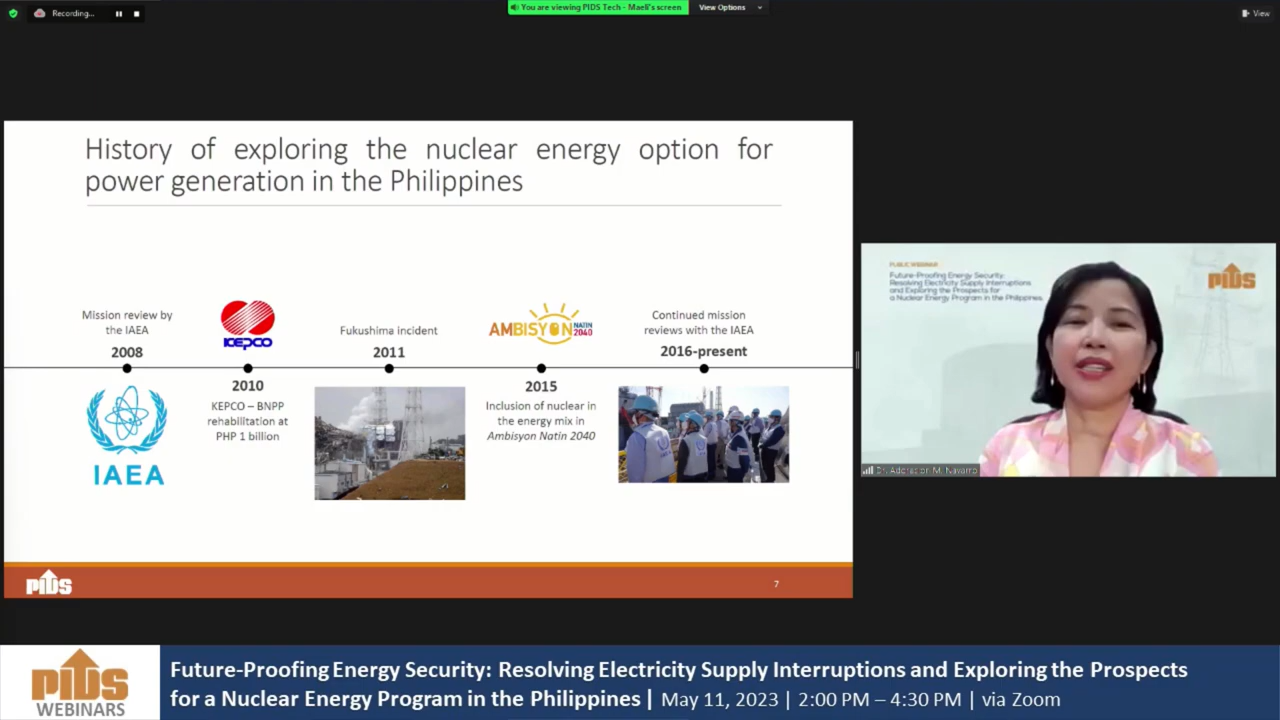 Recording...
You are viewing PIDS Tech - Maeli's screen
View Options
View
History of exploring the nuclear energy option for
power generation in the Philippines
Mission review by
the IAEA
2008
IAEA
KEPCO
2010
KEPCO – BNPP
rehabilitation at
PHP 1 billion
Fukushima incident
2011
AMBISYON NATIN 2040
2015
Inclusion of nuclear in
the energy mix in
Ambisyon Natin 2040
Continued mission
reviews with the IAEA
2016-present
PIDS
7
PUBLIC WEBINAR
Future-Proofing Energy Security:
Resolving Electricity Supply Interruptions
and Exploring the Prospects for
a Nuclear Energy Program in the Philippines
PIDS
Dr. Adoracion M. Navarro
PIDS
WEBINARS
Future-Proofing Energy Security: Resolving Electricity Supply Interruptions and Exploring the Prospects
for a Nuclear Energy Program in the Philippines | May 11, 2023 | 2:00 PM – 4:30 PM | via Zoom